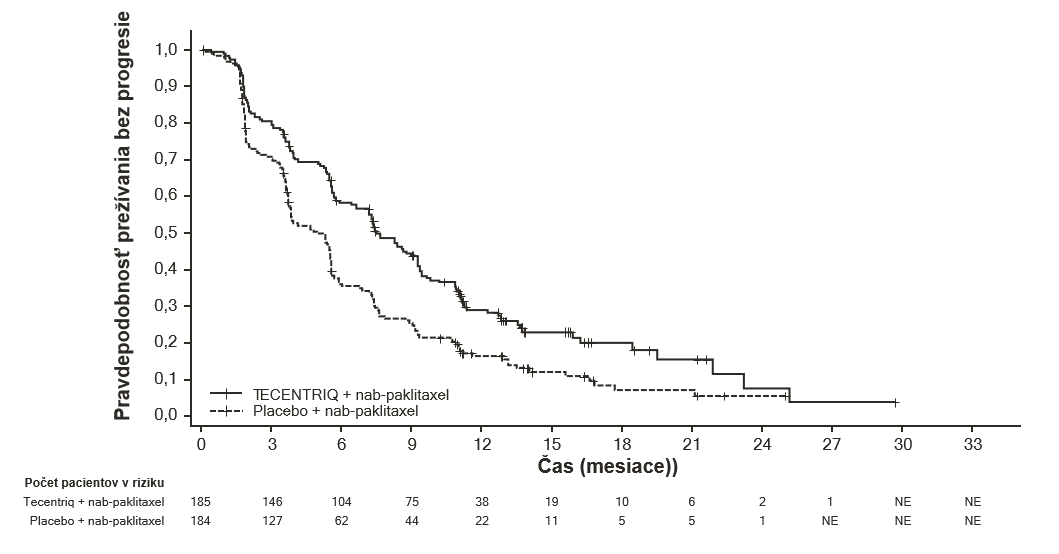 Pravdepodobnosť prežívania bez progresie
1,0
0,9
0,8
0,7
0,6
0,5
0,4
0,3
0,2
0,1
0,0
TECENTRIQ + nab-paklitaxel
Placebo + nab-paklitaxel
0 3 6 9 12 15 18 21 24 27 30 33
Čas (mesiace))
Počet pacientov v riziku
Tecentriq + nab-paklitaxel 185 146 104 75 38 19 10 6 2 1 NE NE
Placebo + nab-paklitaxel 184 127 62 44 22 11 5 5 1 NE NE NE